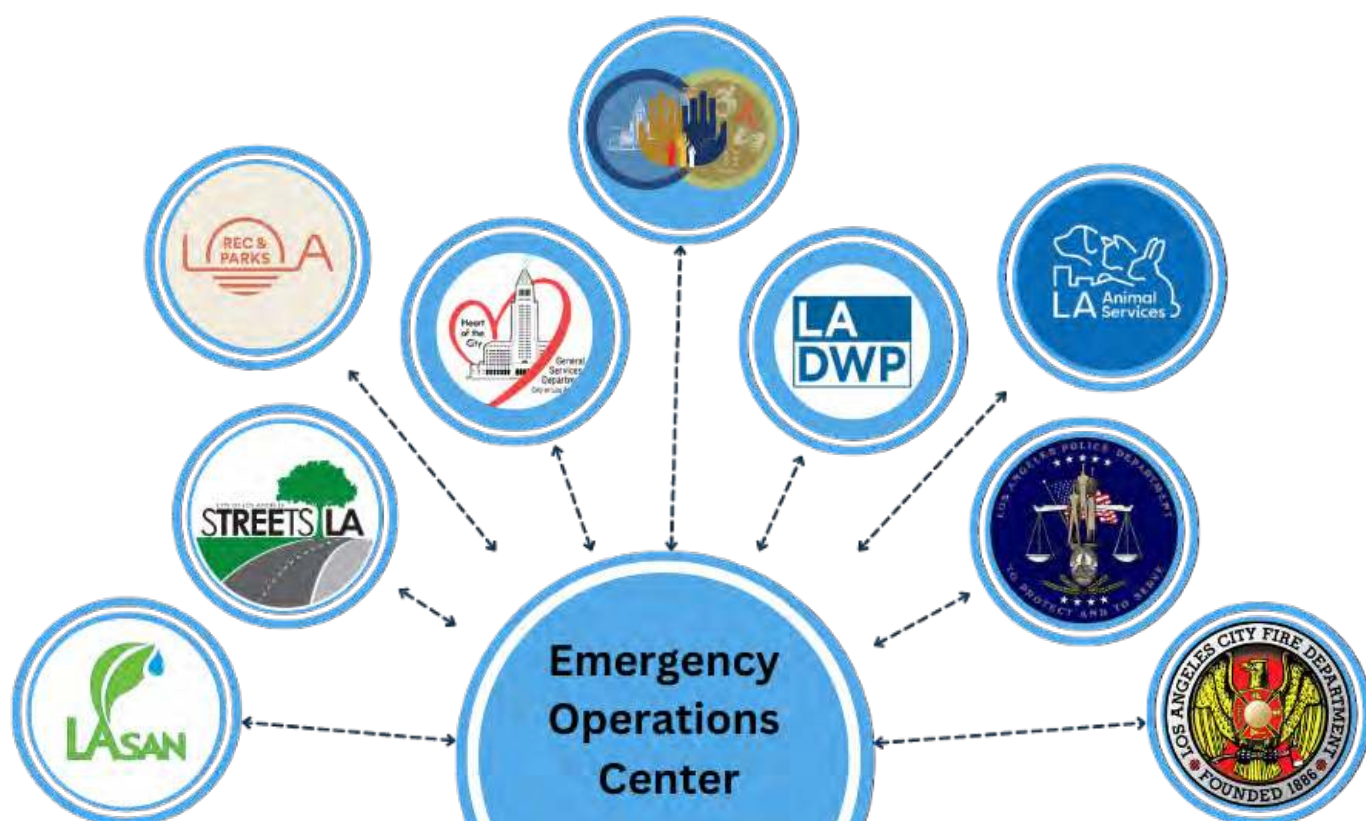 REC &
PARKS
L A
Heart
of the
City
General
Services
Departm
LA
DWP
LA Animal
Services
STREETS LA
LOS ANGELES POLICE DEPARTMENT
TO PROTECT AND TO SERVE
LASAN
Emergency
Operations
Center
LOS ANGELES CITY FIRE DEPARTMENT
FOUNDED 1886